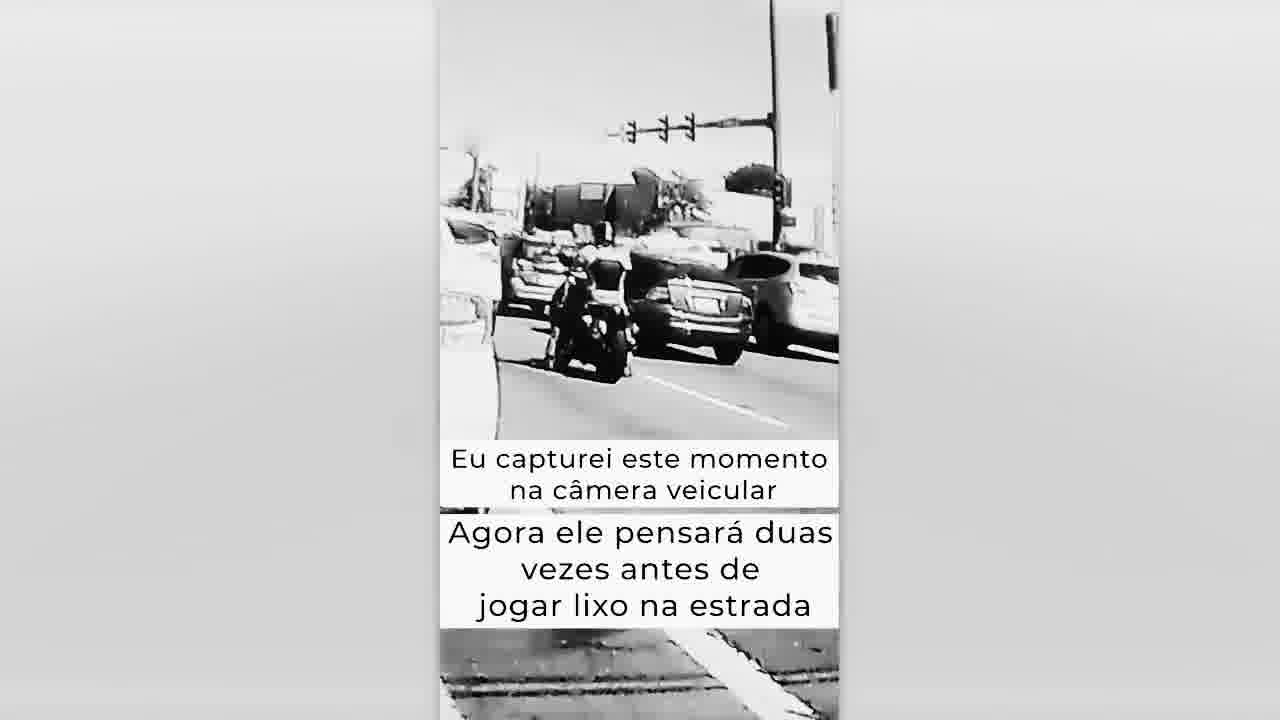 Eu capturei este momento
na câmera veicular
Agora ele pensará duas
vezes antes de
jogar lixo na estrada